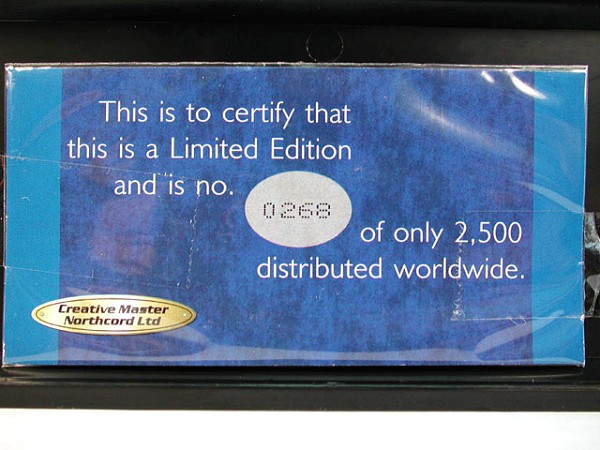 This is to certify that
this is a Limited Edition
and is no.
0268
of only 2,500
distributed worldwide.
Creative Master
Northcord Ltd